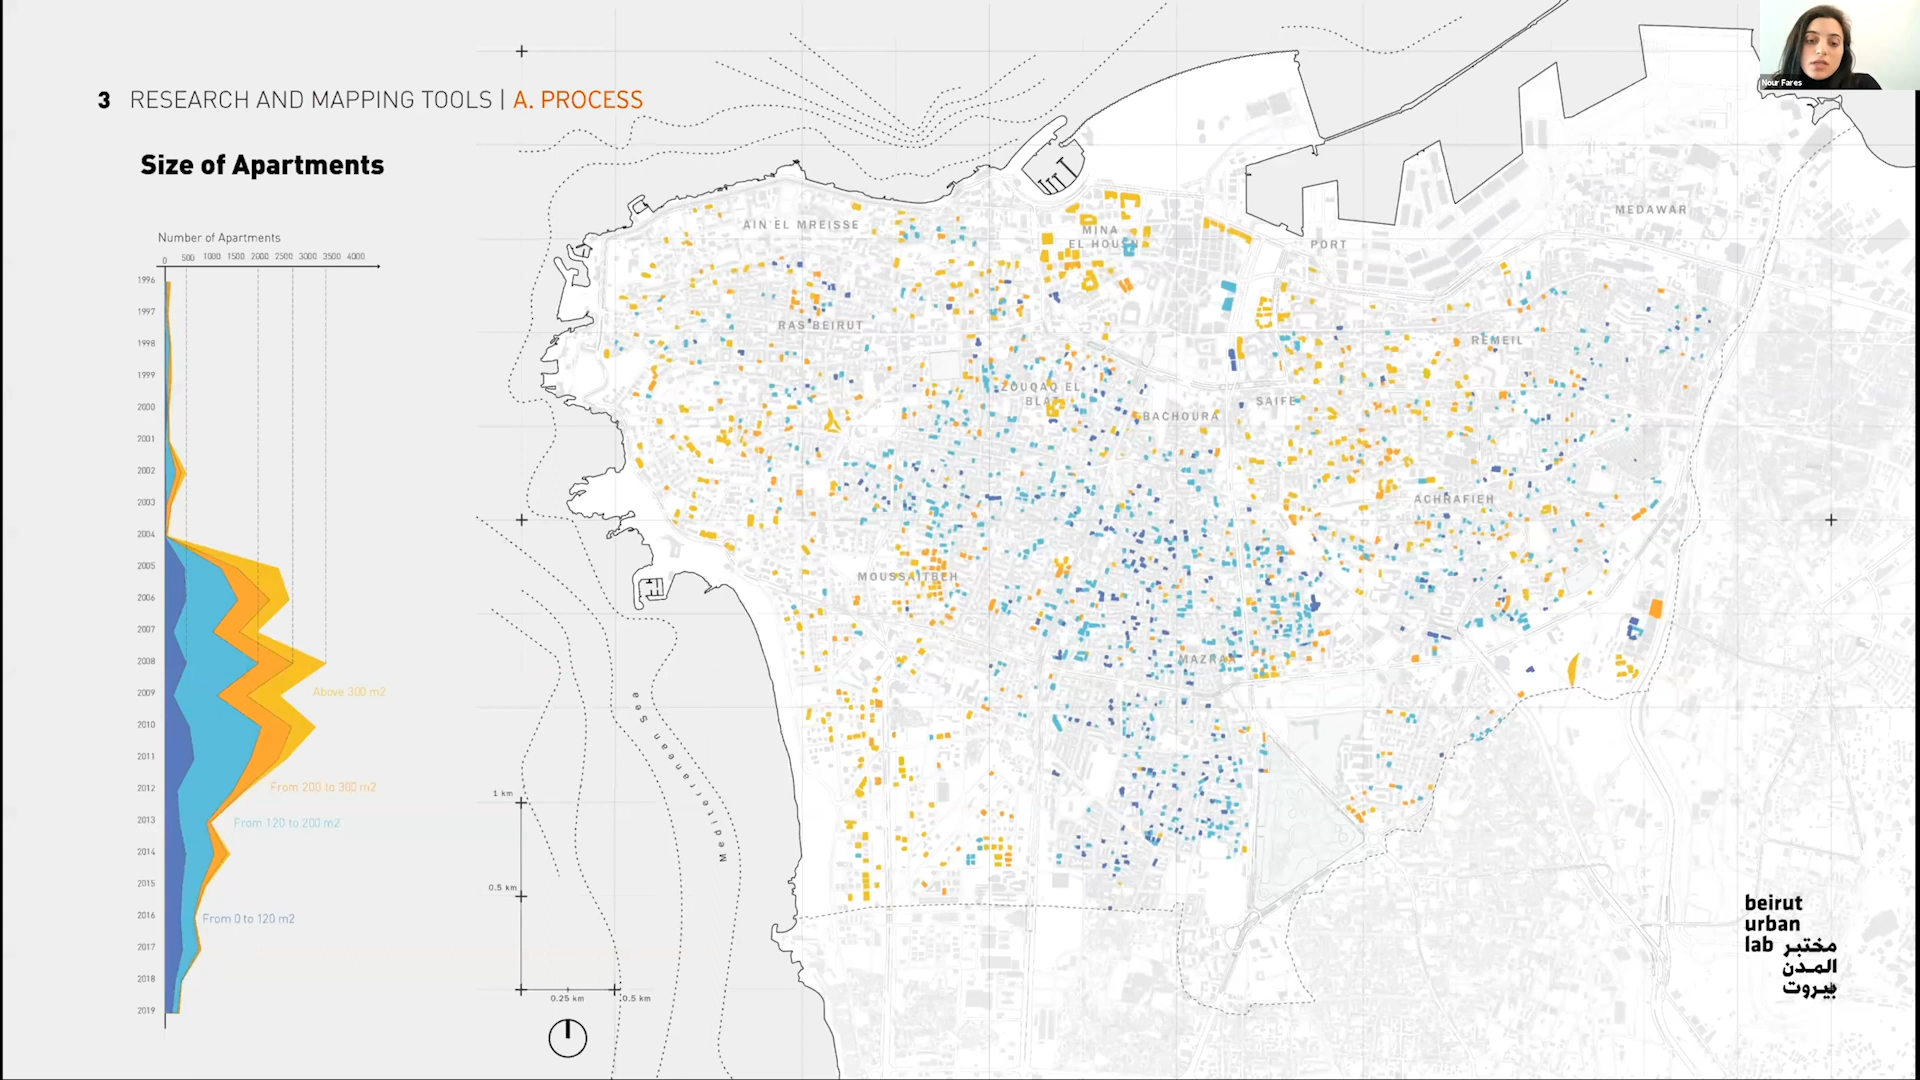 Nour Fares
3 RESEARCH AND MAPPING TOOLS | A. PROCESS
Size of Apartments
Number of Apartments
0 500 1000 1500 2000 2500 3000 3500 4000
1996
1997
1998
1999
2000
2001
2002
2003
2004
2005
2006
2007
2008
2009
2010
2011
2012
2013
2014
2015
2016
2017
2018
2019
Above 300 m2
From 200 to 300 m2
From 120 to 200 m2
From 0 to 120 m2
AIN EL MREISSE
MINA
EL HOUSN
PORT
MEDAWAR
RAS BEIRUT
REMEIL
ZOUQAQ EL
BLAT
BACHOURA
SAIFE
ACHRAFIEH
MOUSSAITBEH
MAZRAA
Mediterranean Sea
1 km
0.5 km
0.25 km
0.5 km
beirut
urban
lab مختبر
المدن
بيروت